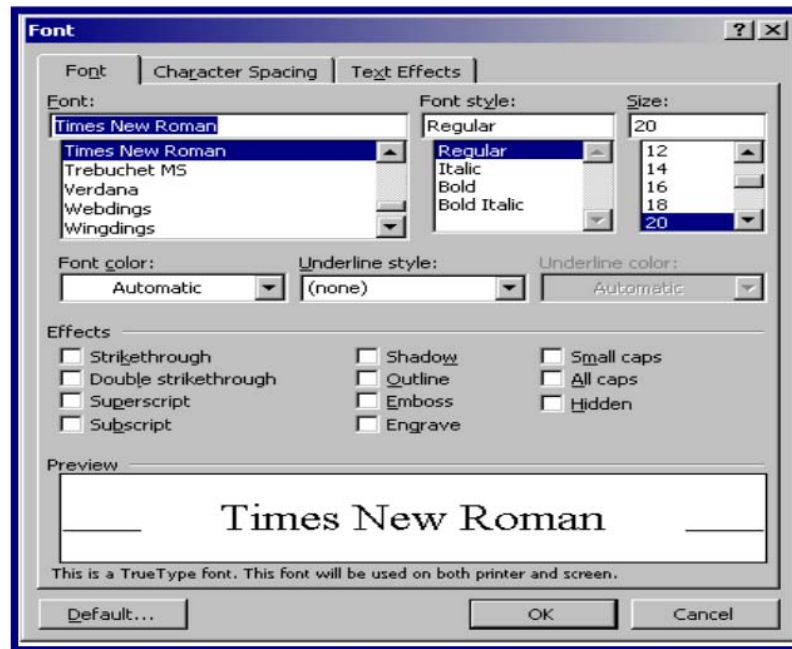 Font
Font Character Spacing Text Effects
Font: Font style: Size:
Times New Roman Regular 20
Times New Roman Regular 12
Trebuchet MS Italic 14
Verdana Bold 16
Webdings Bold Italic 18
Wingdings 20
Font color: Underline style: Underline color:
Automatic (none) Automatic
Effects
Strikethrough Shadow Small caps
Double strikethrough Outline All caps
Superscript Emboss Hidden
Subscript Engrave
Preview
Times New Roman
This is a TrueType font. This font will be used on both printer and screen.
Default... OK Cancel